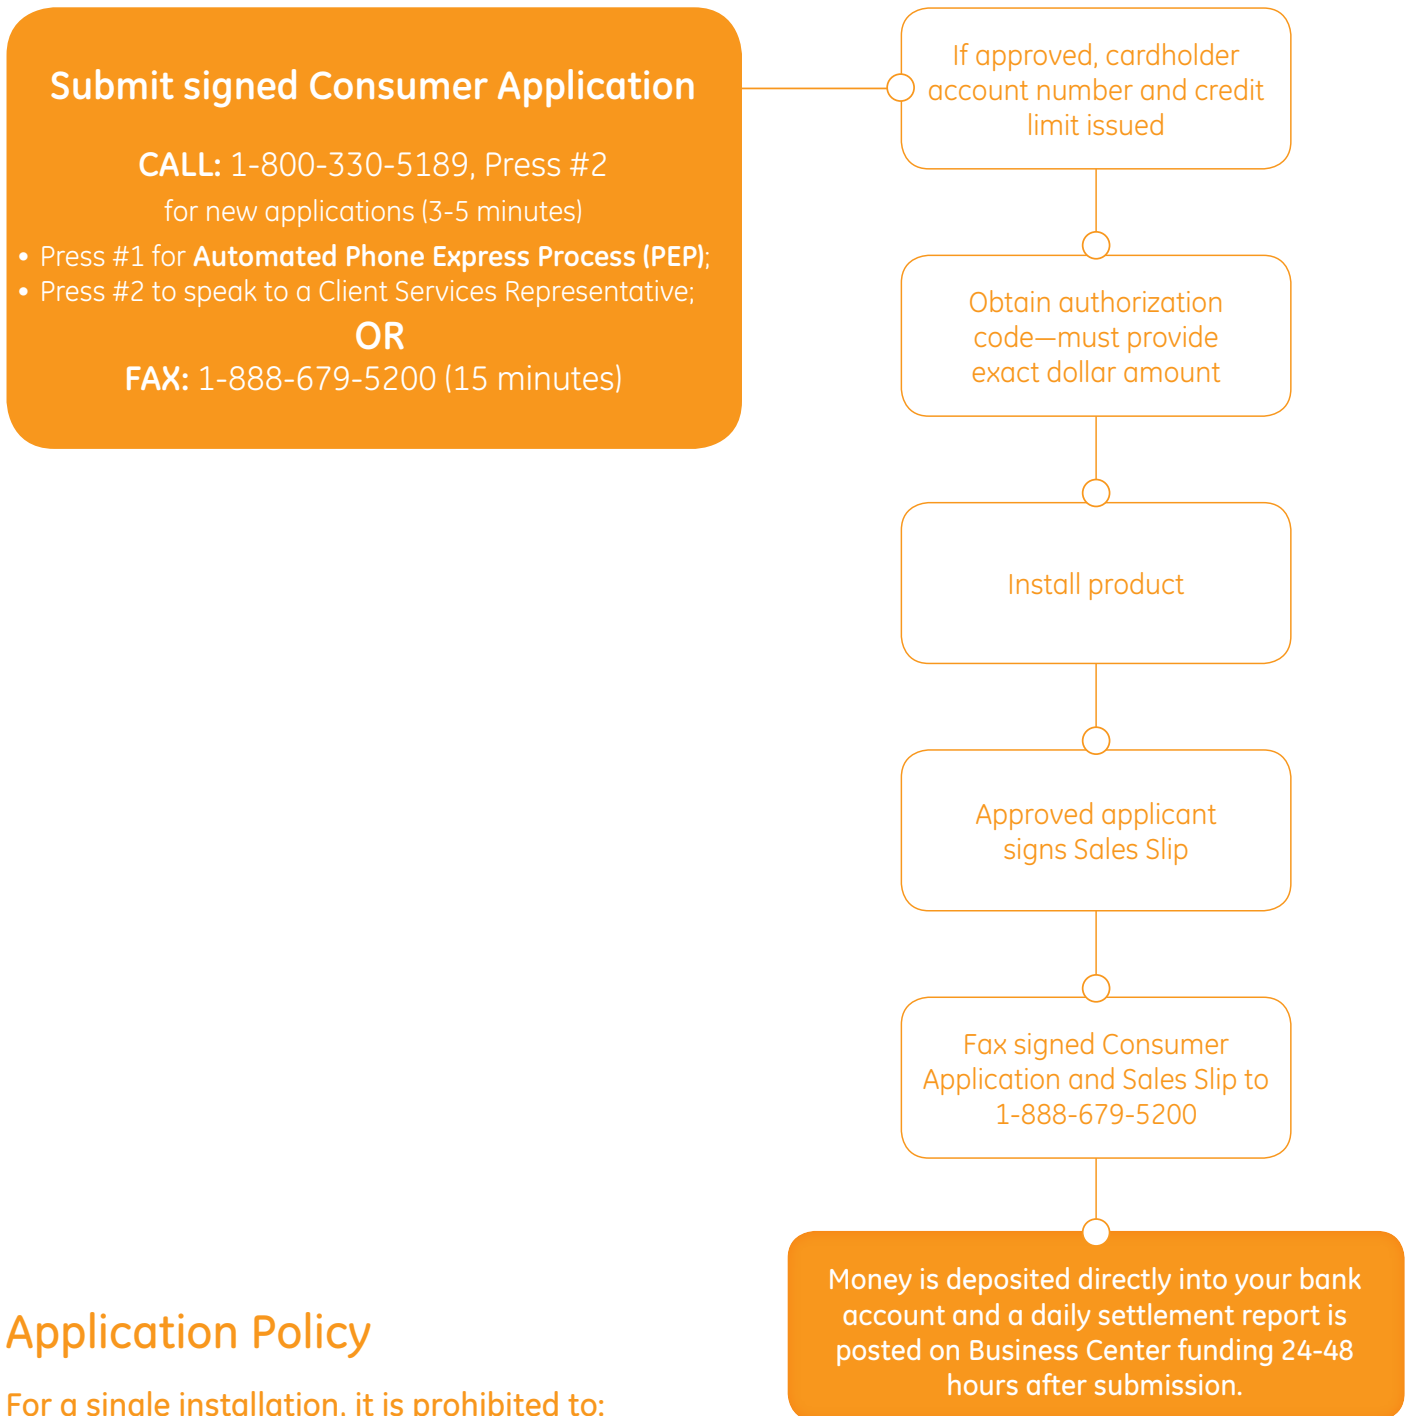 Submit signed Consumer Application
CALL: 1-800-330-5189, Press #2
for new applications (3-5 minutes)
• Press #1 for Automated Phone Express Process (PEP);
• Press #2 to speak to a Client Services Representative;
OR
FAX: 1-888-679-5200 (15 minutes)
If approved, cardholder
account number and credit
limit issued
Obtain authorization
code—must provide
exact dollar amount
Install product
Approved applicant
signs Sales Slip
Fax signed Consumer
Application and Sales Slip to
1-888-679-5200
Money is deposited directly into your bank
account and a daily settlement report is
posted on Business Center funding 24-48
hours after submission.
Application Policy
For a single installation, it is prohibited to: